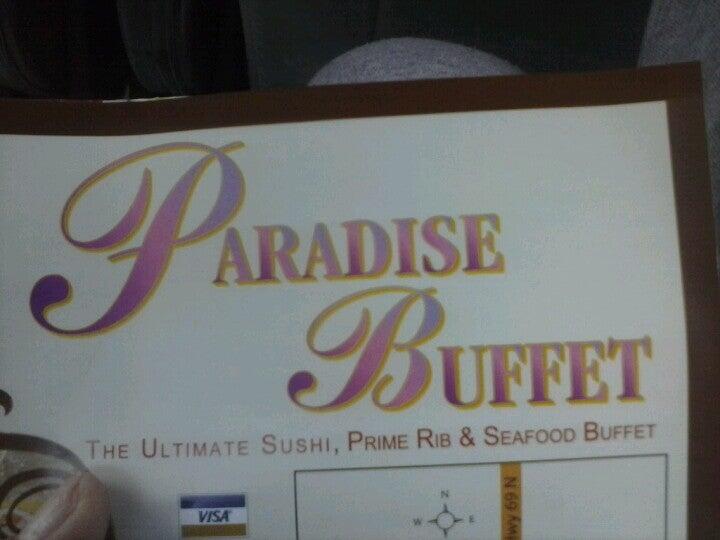 PARADISE
BUFFET
THE ULTIMATE SUSHI, PRIME RIB & SEAFOOD BUFFET
VISA
N
W E
Hwy 69 N